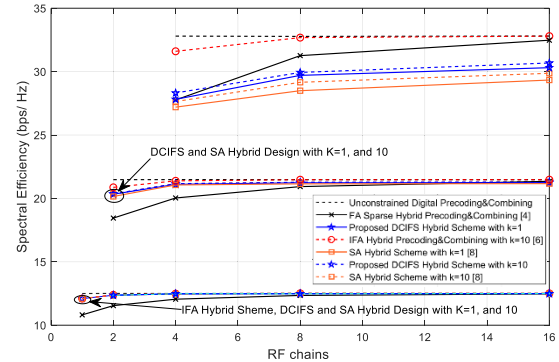 35
30
25
20
15
10
0
2
4
6
8
10
12
14
16
Spectral Efficiency (bps/ Hz)
RF chains
DCIFS and SA Hybrid Design with K=1, and 10
Unconstrained Digital Precoding&Combining
FA Sparse Hybrid Precoding&Combining [4]
Proposed DCIFS Hybrid Scheme with k=1
IFA Hybrid Precoding&Combining with k=10 [6]
SA Hybrid Scheme with k=1 [8]
Proposed DCIFS Hybrid Scheme with k=10
SA Hybrid Scheme with k=10 [8]
IFA Hybrid Sheme, DCIFS and SA Hybrid Design with K=1, and 10